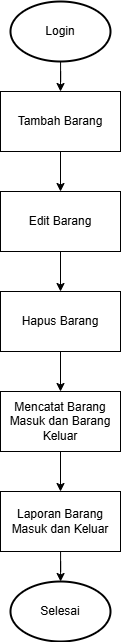 Login
Tambah Barang
Edit Barang
Hapus Barang
Mencatat Barang
Masuk dan Barang
Keluar
Laporan Barang
Masuk dan Keluar
Selesai